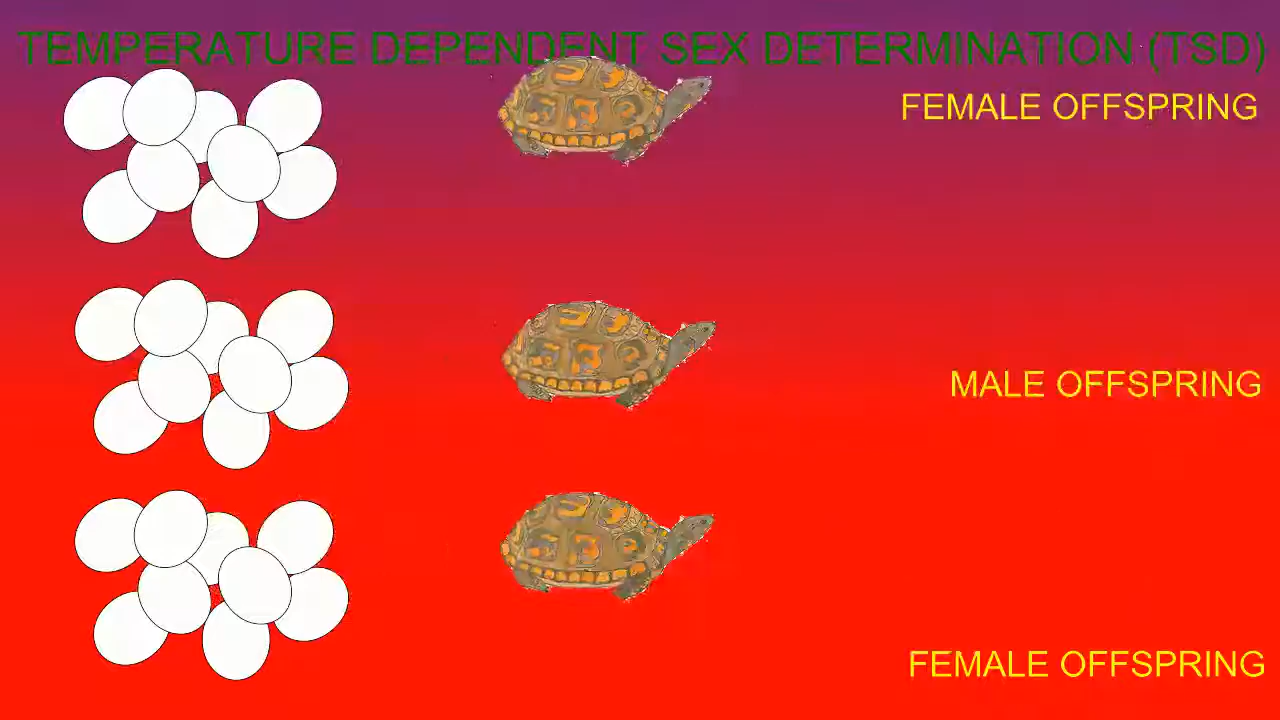 TEMPERATURE DEPENDENT SEX DETERMINATION (TSD)
FEMALE OFFSPRING
MALE OFFSPRING
FEMALE OFFSPRING